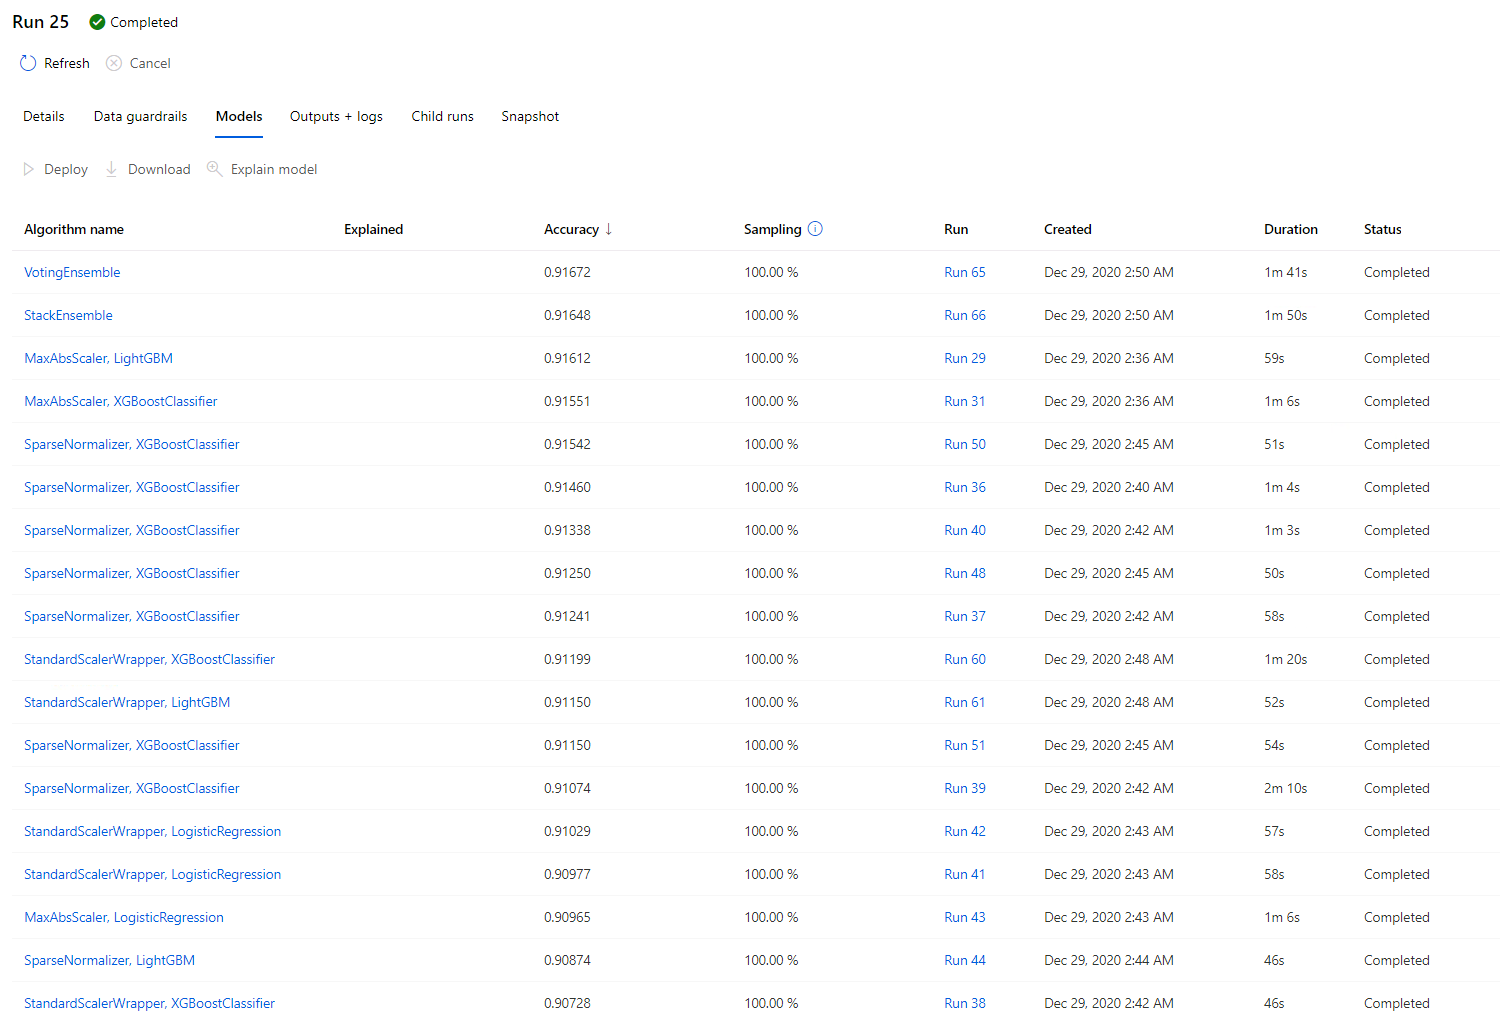 Run 25 Completed
Refresh Cancel
Details Data guardrails Models Outputs + logs Child runs Snapshot
Deploy Download Explain model
Algorithm name Explained Accuracy ↓ Sampling Run Created Duration Status
VotingEnsemble 0.91672 100.00 % Run 65 Dec 29, 2020 2:50 AM 1m 41s Completed
StackEnsemble 0.91648 100.00 % Run 66 Dec 29, 2020 2:50 AM 1m 50s Completed
MaxAbsScaler, LightGBM 0.91612 100.00 % Run 29 Dec 29, 2020 2:36 AM 59s Completed
MaxAbsScaler, XGBoostClassifier 0.91551 100.00 % Run 31 Dec 29, 2020 2:36 AM 1m 6s Completed
SparseNormalizer, XGBoostClassifier 0.91542 100.00 % Run 50 Dec 29, 2020 2:45 AM 51s Completed
SparseNormalizer, XGBoostClassifier 0.91460 100.00 % Run 36 Dec 29, 2020 2:40 AM 1m 4s Completed
SparseNormalizer, XGBoostClassifier 0.91338 100.00 % Run 40 Dec 29, 2020 2:42 AM 1m 3s Completed
SparseNormalizer, XGBoostClassifier 0.91250 100.00 % Run 48 Dec 29, 2020 2:45 AM 50s Completed
SparseNormalizer, XGBoostClassifier 0.91241 100.00 % Run 37 Dec 29, 2020 2:42 AM 58s Completed
StandardScalerWrapper, XGBoostClassifier 0.91199 100.00 % Run 60 Dec 29, 2020 2:48 AM 1m 20s Completed
StandardScalerWrapper, LightGBM 0.91150 100.00 % Run 61 Dec 29, 2020 2:48 AM 52s Completed
SparseNormalizer, XGBoostClassifier 0.91150 100.00 % Run 51 Dec 29, 2020 2:45 AM 54s Completed
SparseNormalizer, XGBoostClassifier 0.91074 100.00 % Run 39 Dec 29, 2020 2:42 AM 2m 10s Completed
StandardScalerWrapper, LogisticRegression 0.91029 100.00 % Run 42 Dec 29, 2020 2:43 AM 57s Completed
StandardScalerWrapper, LogisticRegression 0.90977 100.00 % Run 41 Dec 29, 2020 2:43 AM 58s Completed
MaxAbsScaler, LogisticRegression 0.90965 100.00 % Run 43 Dec 29, 2020 2:43 AM 1m 6s Completed
SparseNormalizer, LightGBM 0.90874 100.00 % Run 44 Dec 29, 2020 2:44 AM 46s Completed
StandardScalerWrapper, XGBoostClassifier 0.90728 100.00 % Run 38 Dec 29, 2020 2:42 AM 46s Completed